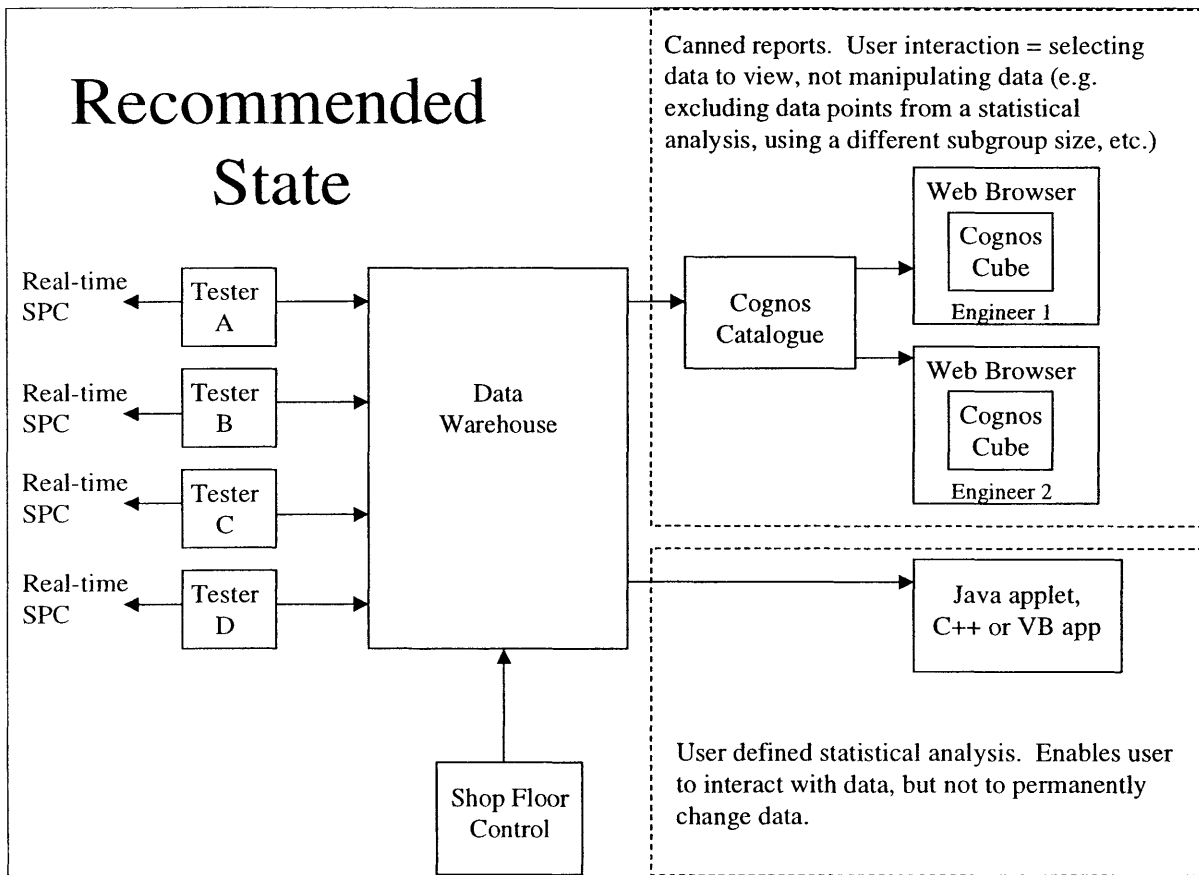 Recommended
State
Canned reports. User interaction = selecting
data to view, not manipulating data (e.g.
excluding data points from a statistical
analysis, using a different subgroup size, etc.)
Real-time
SPC
Tester
A
Real-time
SPC
Tester
B
Real-time
SPC
Tester
C
Real-time
SPC
Tester
D
Data
Warehouse
Shop Floor
Control
Cognos
Catalogue
Web Browser
Cognos
Cube
Engineer 1
Web Browser
Cognos
Cube
Engineer 2
Java applet,
C++ or VB app
User defined statistical analysis. Enables user
to interact with data, but not to permanently
change data.